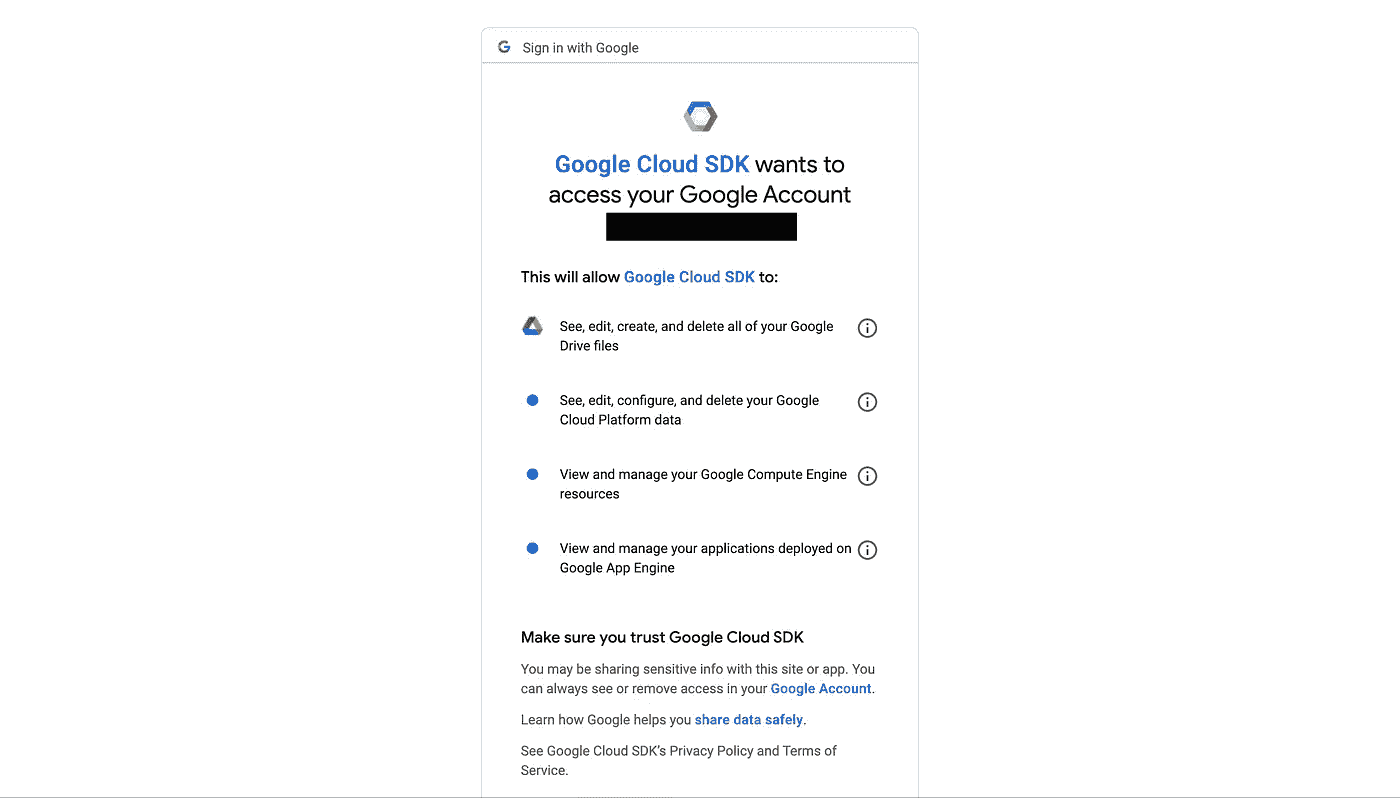 Sign in with Google
Google Cloud SDK wants to
access your Google Account
This will allow Google Cloud SDK to:
See, edit, create, and delete all of your Google
Drive files
See, edit, configure, and delete your Google
Cloud Platform data
View and manage your Google Compute Engine
resources
View and manage your applications deployed on
Google App Engine
Make sure you trust Google Cloud SDK
You may be sharing sensitive info with this site or app. You
can always see or remove access in your Google Account.
Learn how Google helps you share data safely.
See Google Cloud SDK's Privacy Policy and Terms of
Service.